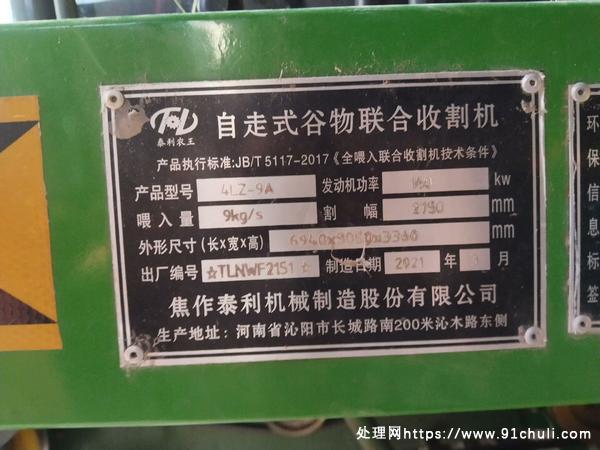 泰利农王
自走式谷物联合收割机
产品执行标准:JB/T 5117-2017《全喂入联合收割机技术条件》
产品型号 4LZ-9A 发动机功率 kw
喂入量 9kg/s 割幅 mm
外形尺寸(长×宽×高) mm
出厂编号 ☆TLNWF2151☆ 制造日期 2021 年 月
焦作泰利机械制造股份有限公司
生产地址:河南省沁阳市长城路南200米沁木路东侧
环
保
信
息
标
签
处理网https://www.91chuli.com/